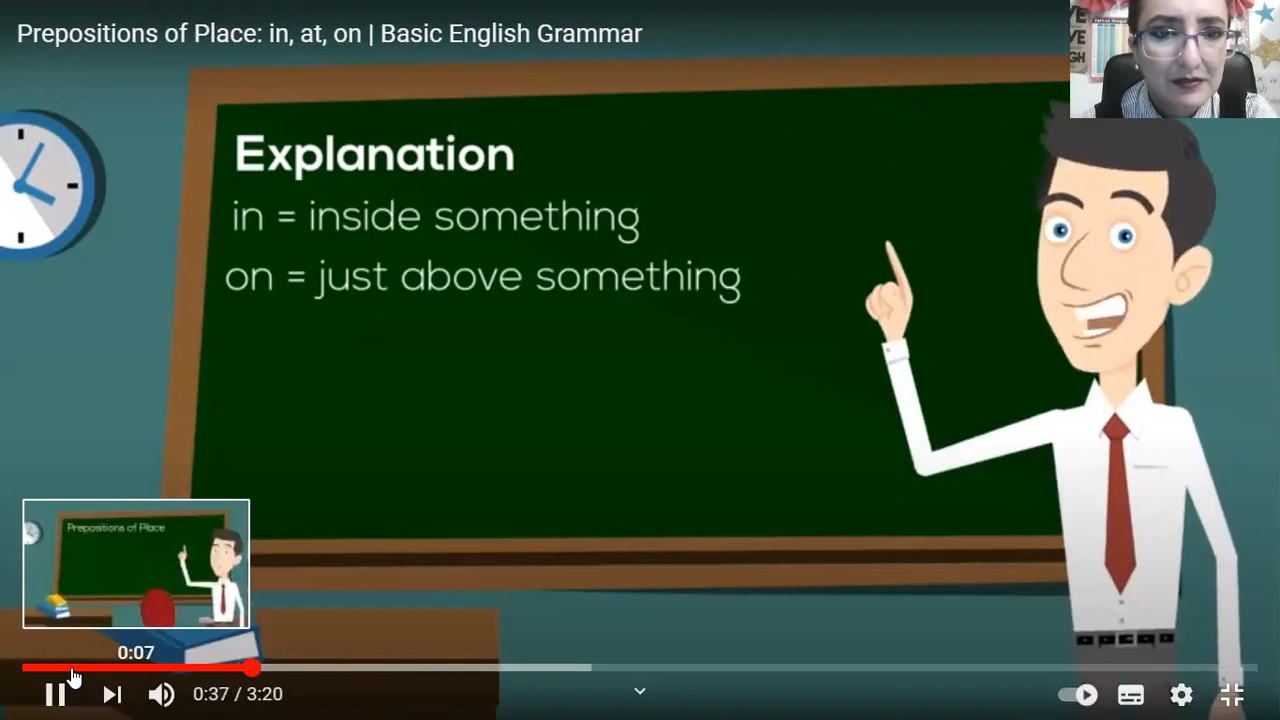 Prepositions of Place: in, at, on | Basic English Grammar
Explanation
in = inside something
on = just above something
Prepositions of Place
0:07
0:37 / 3:20